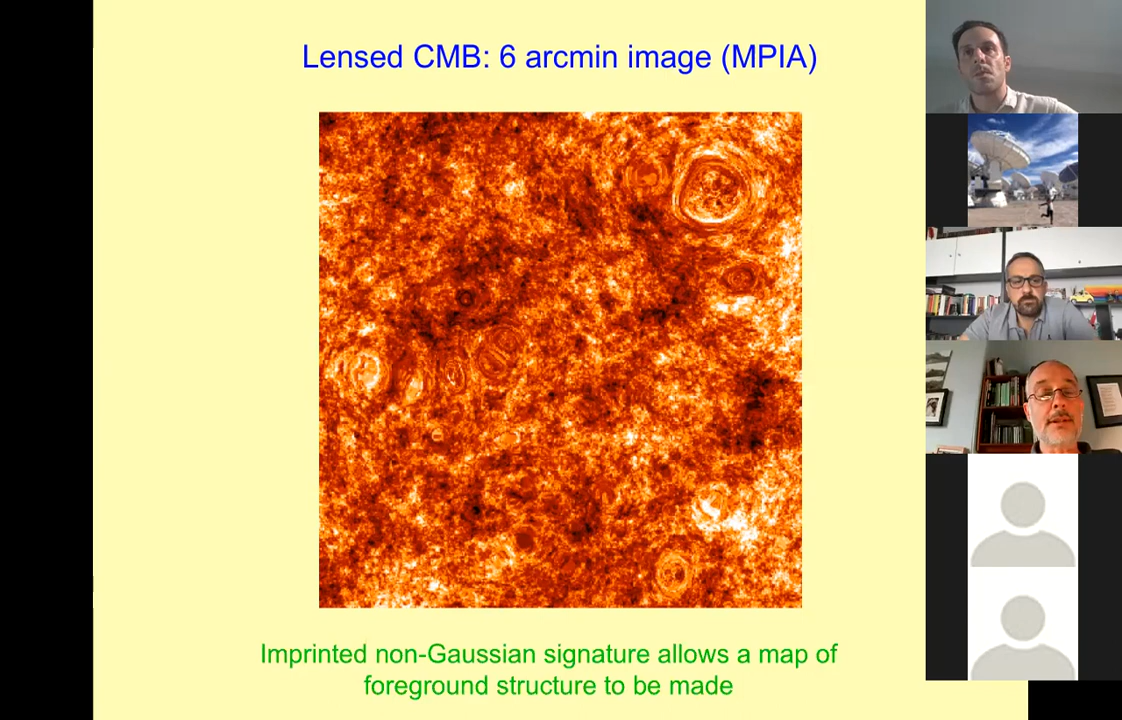 Lensed CMB: 6 arcmin image (MPIA)
Imprinted non-Gaussian signature allows a map of
foreground structure to be made